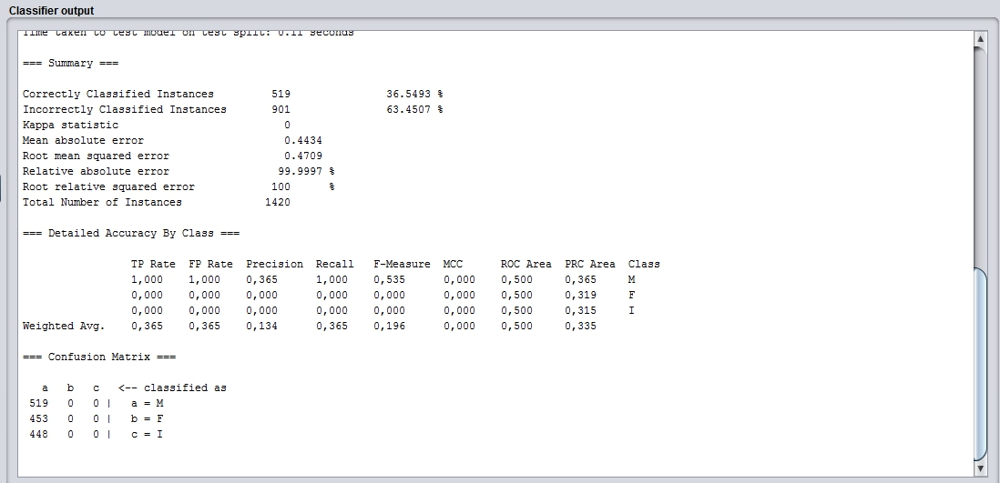 Classifier output
Time taken to test model on test split: 0.11 seconds
=== Summary ===
Correctly Classified Instances 519 36.5493 %
Incorrectly Classified Instances 901 63.4507 %
Kappa statistic 0
Mean absolute error 0.4434
Root mean squared error 0.4709
Relative absolute error 99.9997 %
Root relative squared error 100 %
Total Number of Instances 1420
=== Detailed Accuracy By Class ===
TP Rate FP Rate Precision Recall F-Measure MCC ROC Area PRC Area Class
1,000 1,000 0,365 1,000 0,535 0,000 0,500 0,365 M
0,000 0,000 0,000 0,000 0,000 0,000 0,500 0,319 F
0,000 0,000 0,000 0,000 0,000 0,000 0,500 0,315 I
Weighted Avg. 0,365 0,365 0,134 0,365 0,196 0,000 0,500 0,335
=== Confusion Matrix ===
a b c <-- classified as
519 0 0 | a = M
453 0 0 | b = F
448 0 0 | c = I